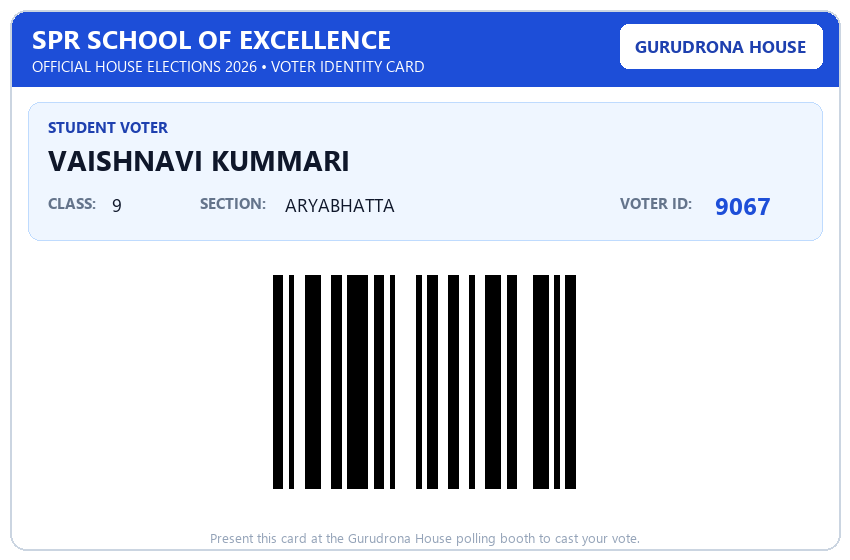 SPR SCHOOL OF EXCELLENCE
OFFICIAL HOUSE ELECTIONS 2026 • VOTER IDENTITY CARD
GURUDRONA HOUSE
STUDENT VOTER
VAISHNAVI KUMMARI
CLASS: 9 SECTION: ARYABHATTA VOTER ID: 9067
Present this card at the Gurudrona House polling booth to cast your vote.